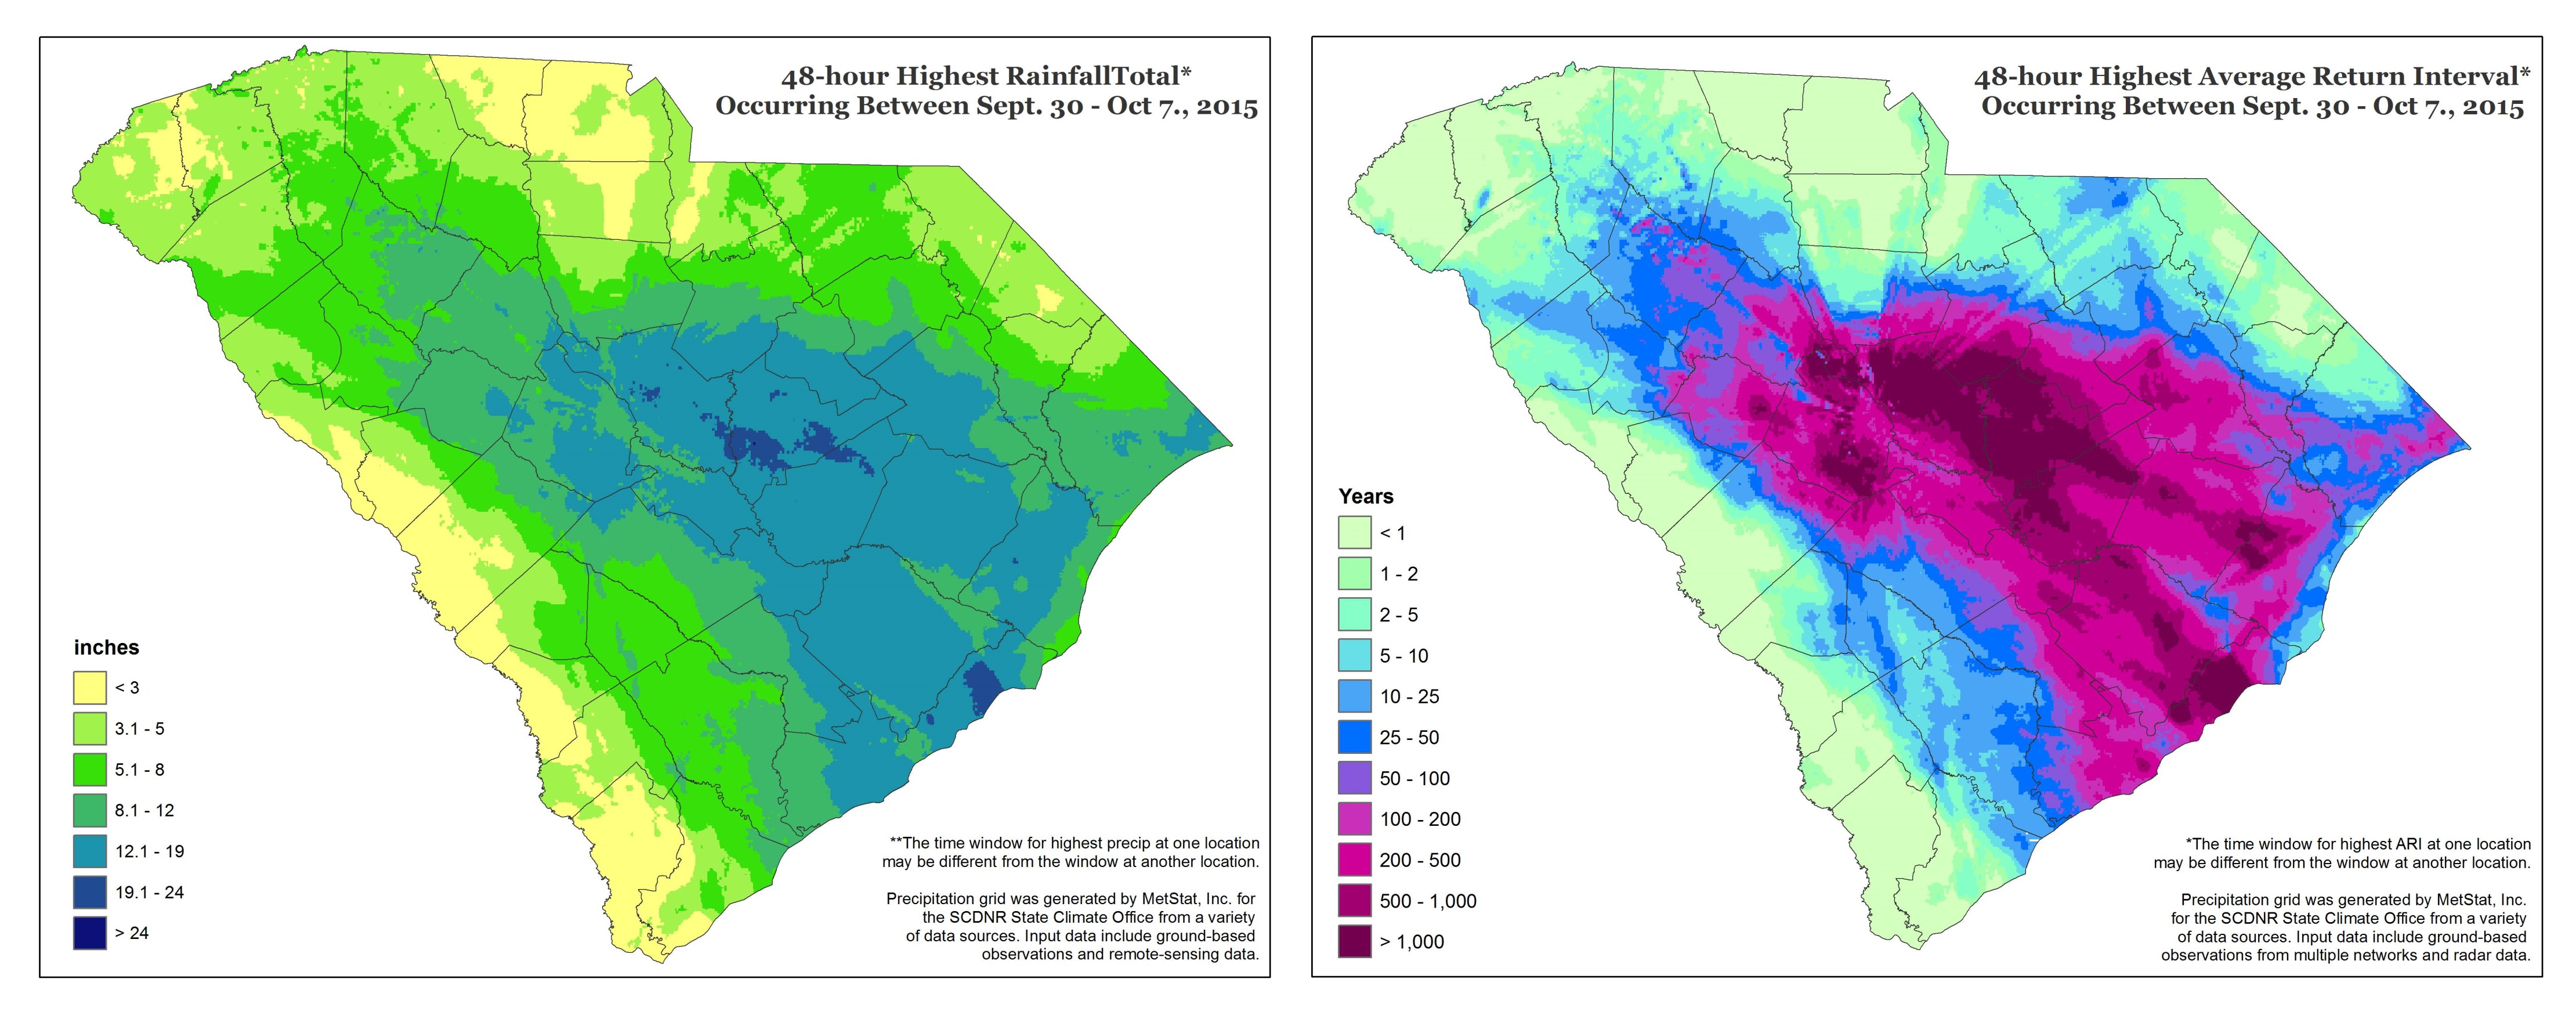 48-hour Highest RainfallTotal*
Occurring Between Sept. 30 - Oct 7., 2015
inches
< 3
3.1 - 5
5.1 - 8
8.1 - 12
12.1 - 19
19.1 - 24
> 24
**The time window for highest precip at one location
may be different from the window at another location.
Precipitation grid was generated by MetStat, Inc. for
the SCDNR State Climate Office from a variety
of data sources. Input data include ground-based
observations and remote-sensing data.
48-hour Highest Average Return Interval*
Occurring Between Sept. 30 - Oct 7., 2015
Years
< 1
1 - 2
2 - 5
5 - 10
10 - 25
25 - 50
50 - 100
100 - 200
200 - 500
500 - 1,000
> 1,000
*The time window for highest ARI at one location
may be different from the window at another location.
Precipitation grid was generated by MetStat, Inc.
for the SCDNR State Climate Office from a variety
of data sources. Input data include ground-based
observations from multiple networks and radar data.